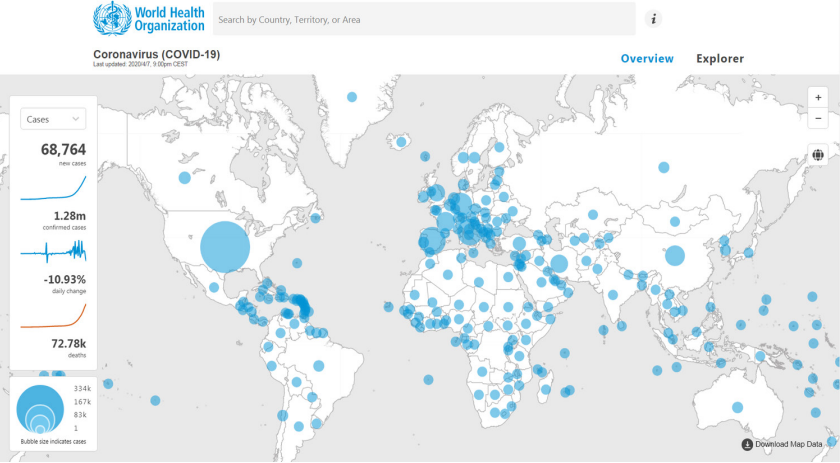 World Health
Organization
Search by Country, Territory, or Area
i
Coronavirus (COVID-19)
Last updated: 2020/4/7, 9:00pm CEST
Overview
Explorer
Cases
68,764
new cases
1.28m
confirmed cases
-10.93%
daily change
72.78k
deaths
334k
167k
83k
1
Bubble size indicates cases
+
−
Download Map Data